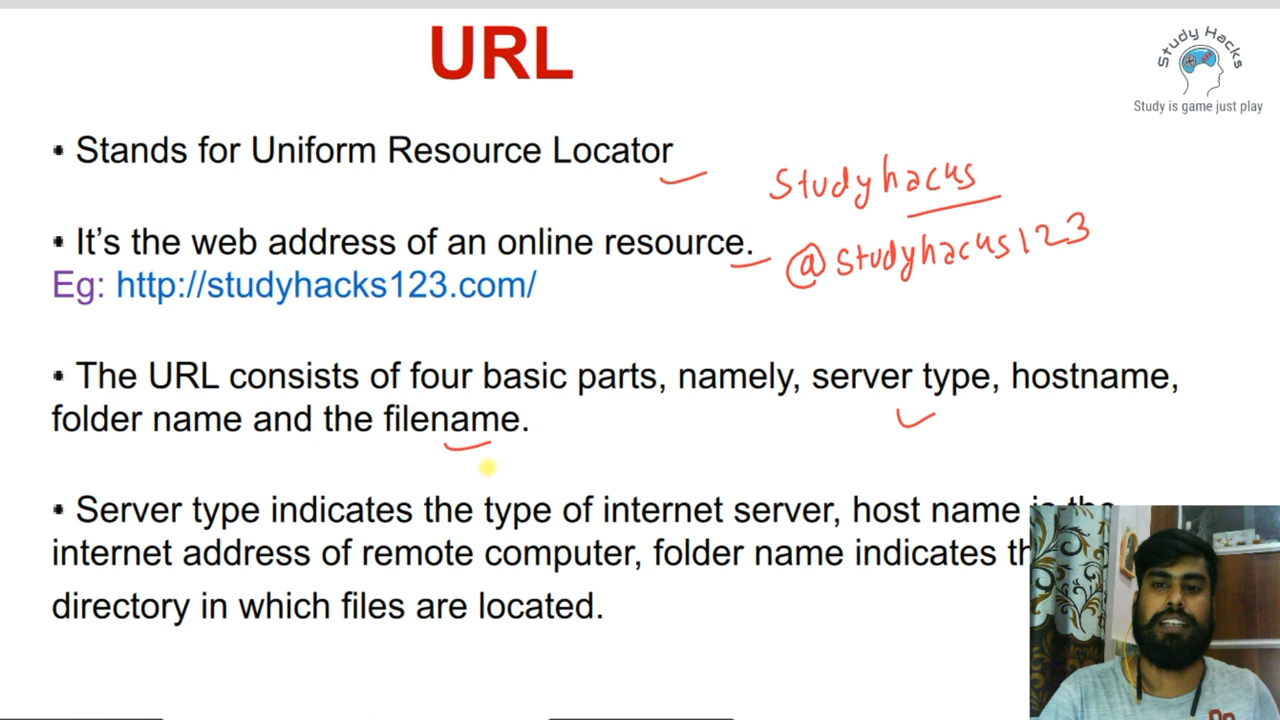 URL
Study Hacks
Study is game just play
▪ Stands for Uniform Resource Locator
Studyhacks
▪ It’s the web address of an online resource.
@studyhacks123
Eg: http://studyhacks123.com/
▪ The URL consists of four basic parts, namely, server type, hostname,
folder name and the filename.
▪ Server type indicates the type of internet server, host name is the
internet address of remote computer, folder name indicates
directory in which files are located.